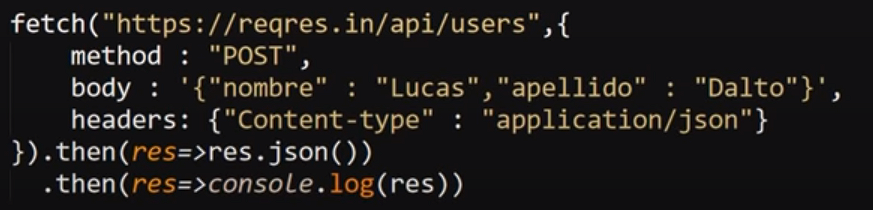 fetch("https://reqres.in/api/users",{
    method : "POST",
    body : '{"nombre" : "Lucas","apellido" : "Dalto"}',
    headers: {"Content-type" : "application/json"}
}).then(res=>res.json())
  .then(res=>console.log(res))